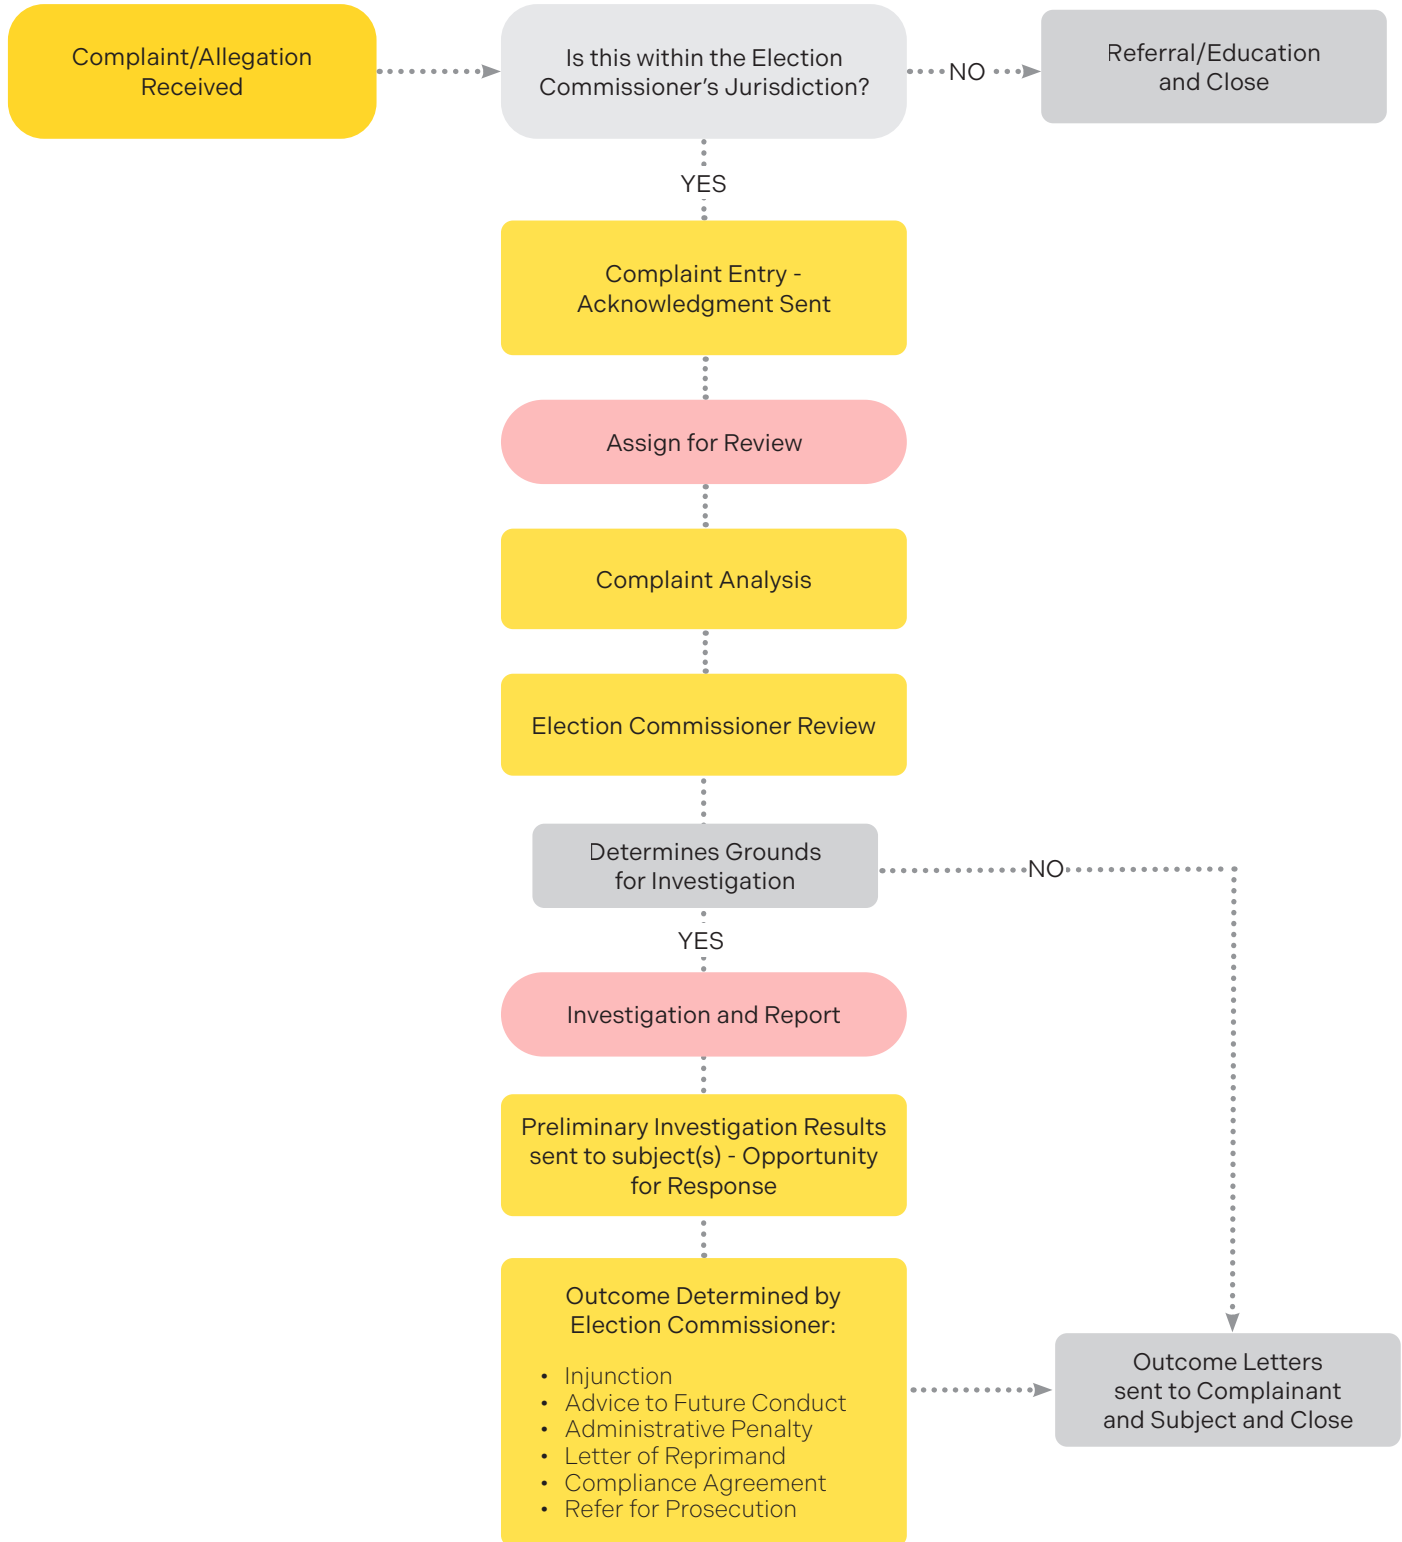 Complaint/Allegation
Received
Is this within the Election
Commissioner's Jurisdiction?
NO
Referral/Education
and Close
YES
Complaint Entry -
Acknowledgment Sent
Assign for Review
Complaint Analysis
Election Commissioner Review
Determines Grounds
for Investigation
NO
YES
Investigation and Report
Preliminary Investigation Results
sent to subject(s) - Opportunity
for Response
Outcome Determined by
Election Commissioner:
• Injunction
• Advice to Future Conduct
• Administrative Penalty
• Letter of Reprimand
• Compliance Agreement
• Refer for Prosecution
Outcome Letters
sent to Complainant
and Subject and Close